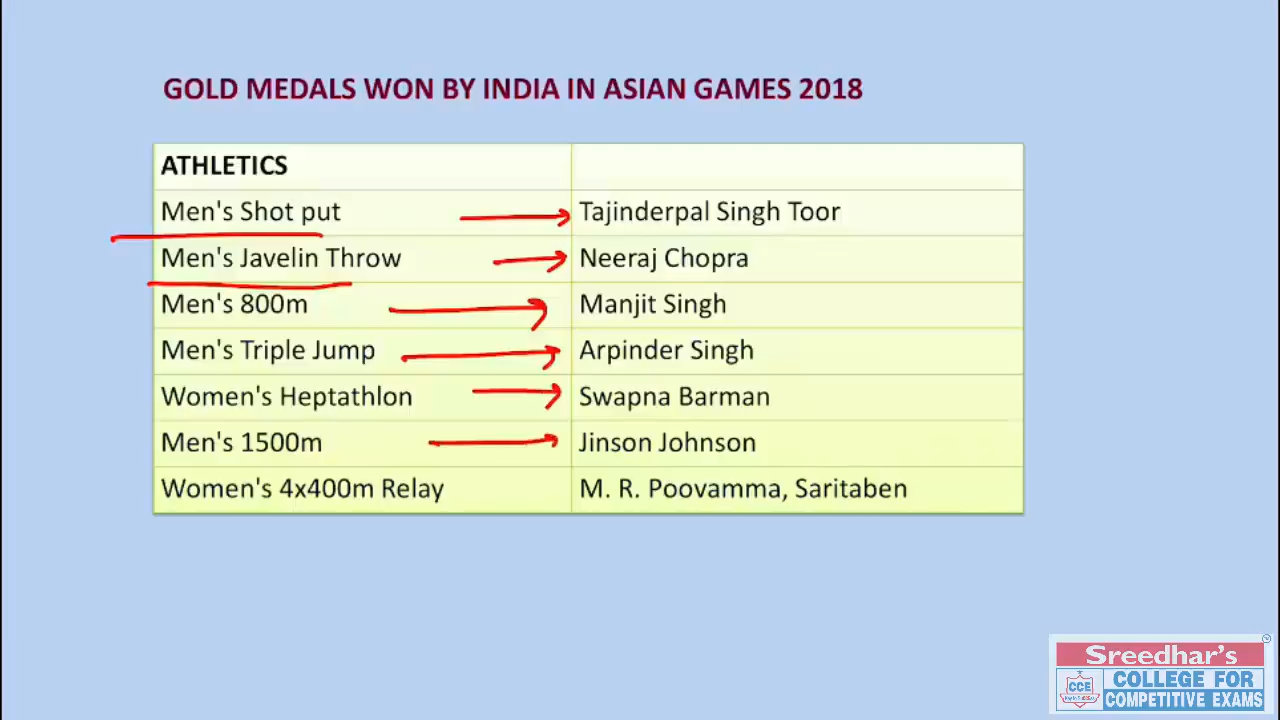 GOLD MEDALS WON BY INDIA IN ASIAN GAMES 2018
ATHLETICS
Men's Shot put Tajinderpal Singh Toor
Men's Javelin Throw Neeraj Chopra
Men's 800m Manjit Singh
Men's Triple Jump Arpinder Singh
Women's Heptathlon Swapna Barman
Men's 1500m Jinson Johnson
Women's 4x400m Relay M. R. Poovamma, Saritaben
Sreedhar's
CCE
COLLEGE FOR
COMPETITIVE EXAMS